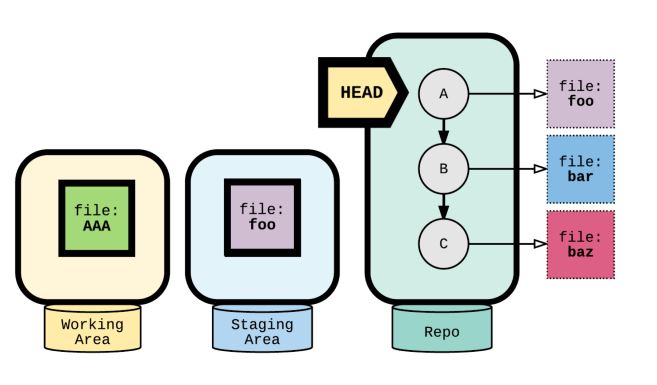 HEAD
A
file:
foo
B
file:
bar
C
file:
baz
file:
AAA
file:
foo
Working
Area
Staging
Area
Repo